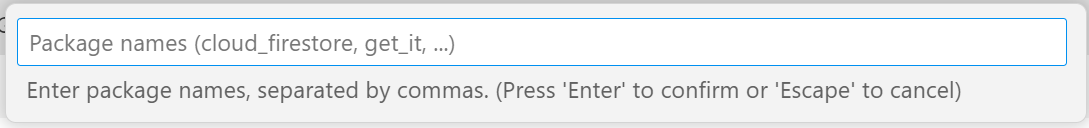 Package names (cloud_firestore, get_it, ...)
Enter package names, separated by commas. (Press 'Enter' to confirm or 'Escape' to cancel)